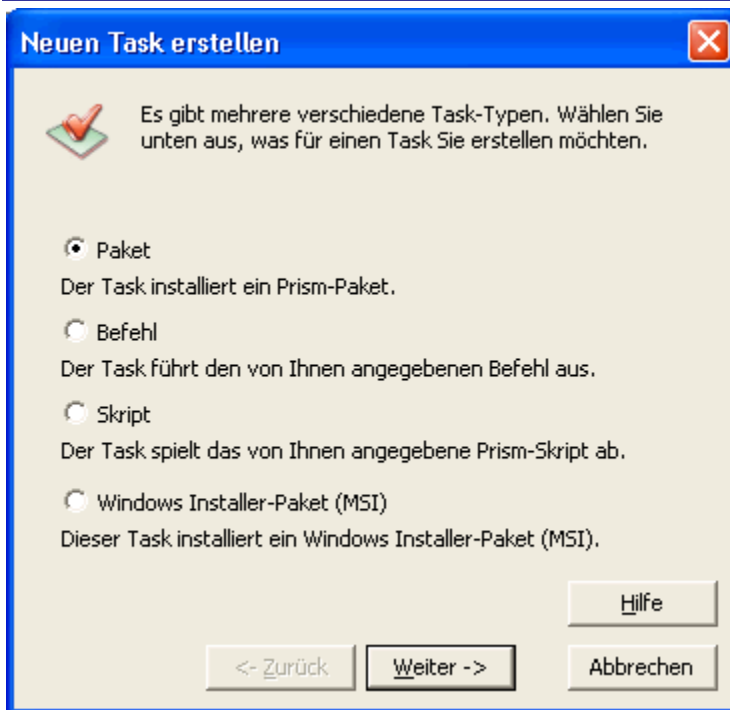 Neuen Task erstellen
Es gibt mehrere verschiedene Task-Typen. Wählen Sie
unten aus, was für einen Task Sie erstellen möchten.
Paket
Der Task installiert ein Prism-Paket.
Befehl
Der Task führt den von Ihnen angegebenen Befehl aus.
Skript
Der Task spielt das von Ihnen angegebene Prism-Skript ab.
Windows Installer-Paket (MSI)
Dieser Task installiert ein Windows Installer-Paket (MSI).
Hilfe
<- Zurück Weiter -> Abbrechen